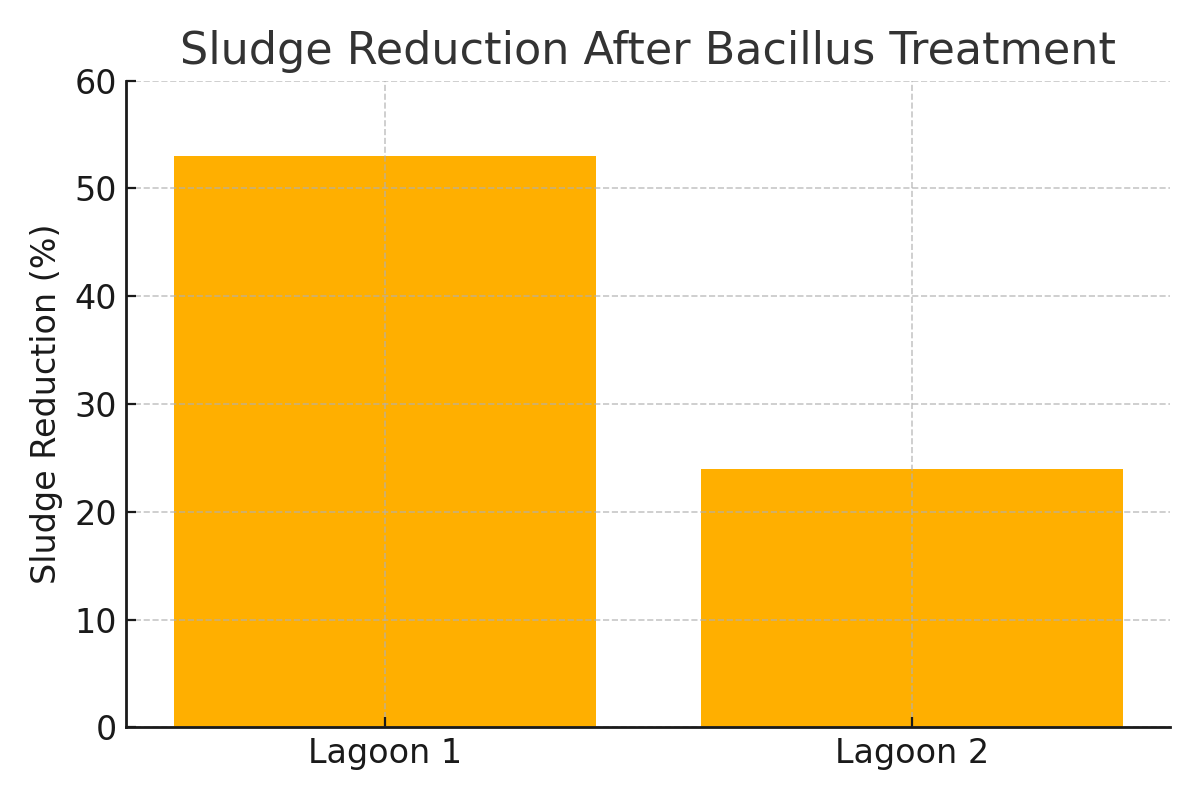 Sludge Reduction After Bacillus Treatment
Sludge Reduction (%)
60
50
40
30
20
10
0
Lagoon 1
Lagoon 2